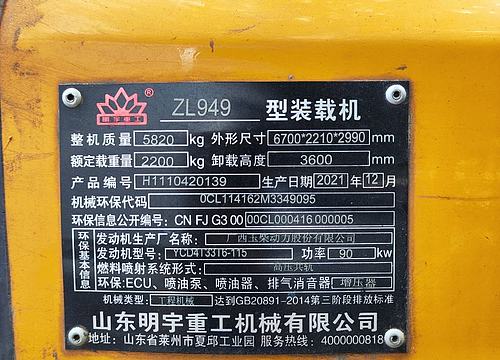 明宇重工 ® ZL949 型装载机
整机质量 5820 kg 外形尺寸 6700*2210*2990 mm
额定载重量 2200 kg 卸载高度 3600 mm
产品编号 H1110420139 生产日期 2021 年 12 月
机械环保代码 0CL114162M3349095
环保信息公开编号: CN FJ G3 00 00CL000416 000005
环保基本信息
发动机生产厂名称: 广西玉柴动力股份有限公司
发动机型号: YCD4T33T6-115 功率 90 kw
燃料喷射系统形式: 高压共轨
环保:ECU、喷油泵、喷油器、排气消音器 增压器
机械类型: 工程机械 达到GB20891-2014第三阶段排放标准
山东明宇重工机械有限公司
地址: 山东省莱州市夏邱工业园 服务热线: 4000000818